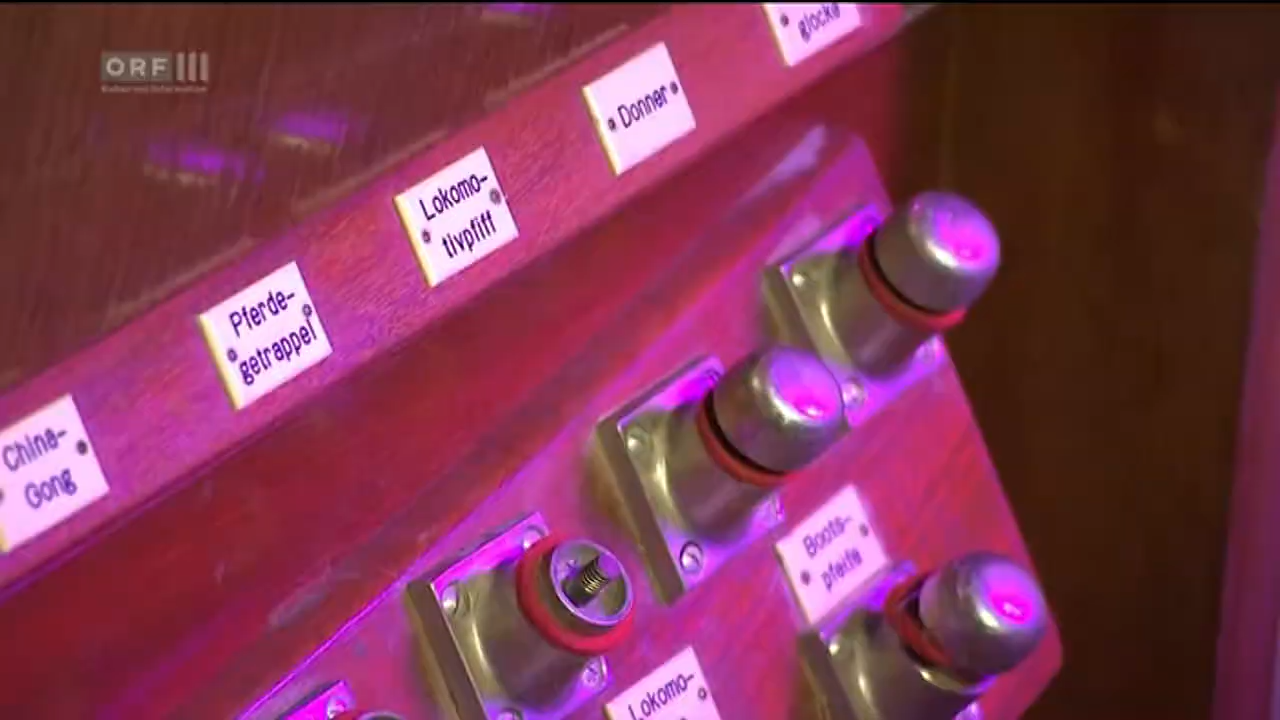 ORF III
glocke
Donner
Lokomo-
tivpfiff
Pferde-
getrappel
China-
Gong
Boots-
pfeife
Lokomo-